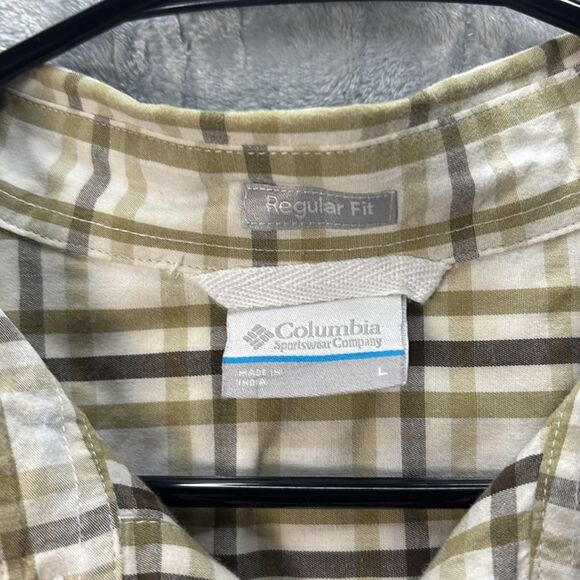 Regular Fit
Columbia
Sportswear Company
MADE IN
INDIA
L